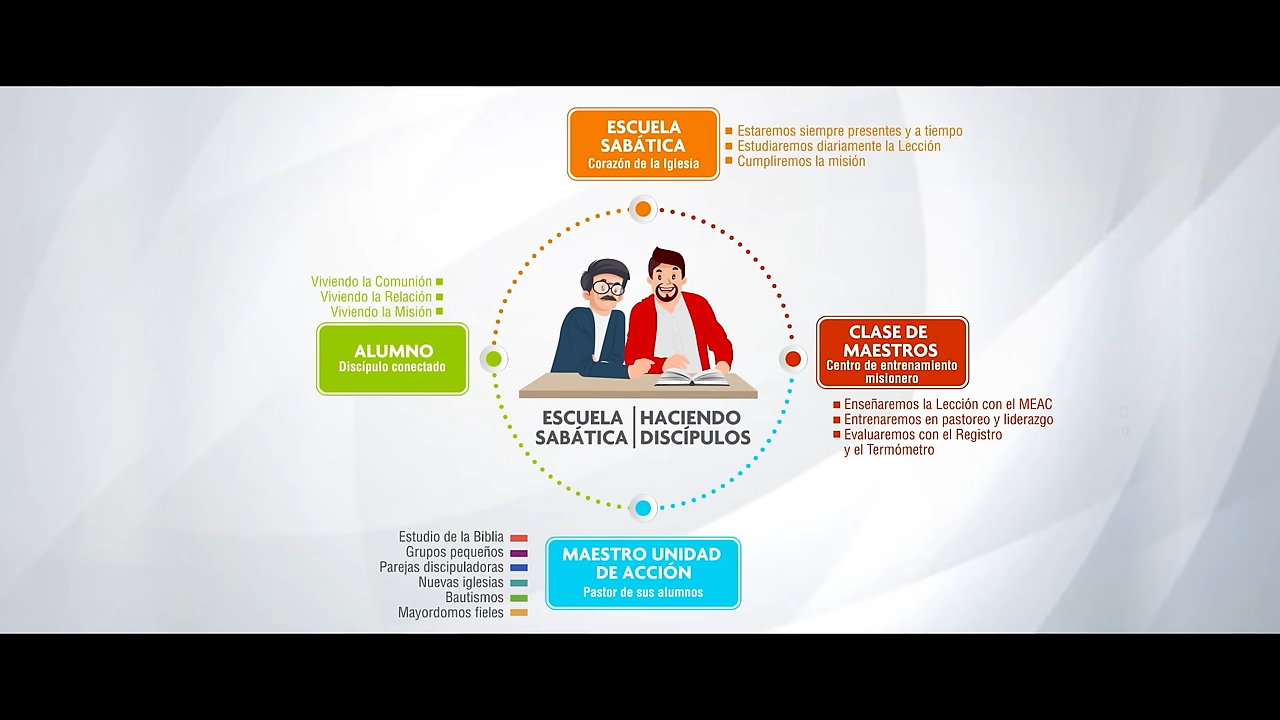 ESCUELA
SABÁTICA
Corazón de la Iglesia
Estaremos siempre presentes y a tiempo
Estudiaremos diariamente la Lección
Cumpliremos la misión
Viviendo la Comunión
Viviendo la Relación
Viviendo la Misión
ALUMNO
Discípulo conectado
CLASE DE
MAESTROS
Centro de entrenamiento
misionero
Enseñaremos la Lección con el MEAC
Entrenaremos en pastoreo y liderazgo
Evaluaremos con el Registro
y el Termómetro
ESCUELA
SABÁTICA
HACIENDO
DISCÍPULOS
Estudio de la Biblia
Grupos pequeños
Parejas discipuladoras
Nuevas iglesias
Bautismos
Mayordomos fieles
MAESTRO UNIDAD
DE ACCIÓN
Pastor de sus alumnos